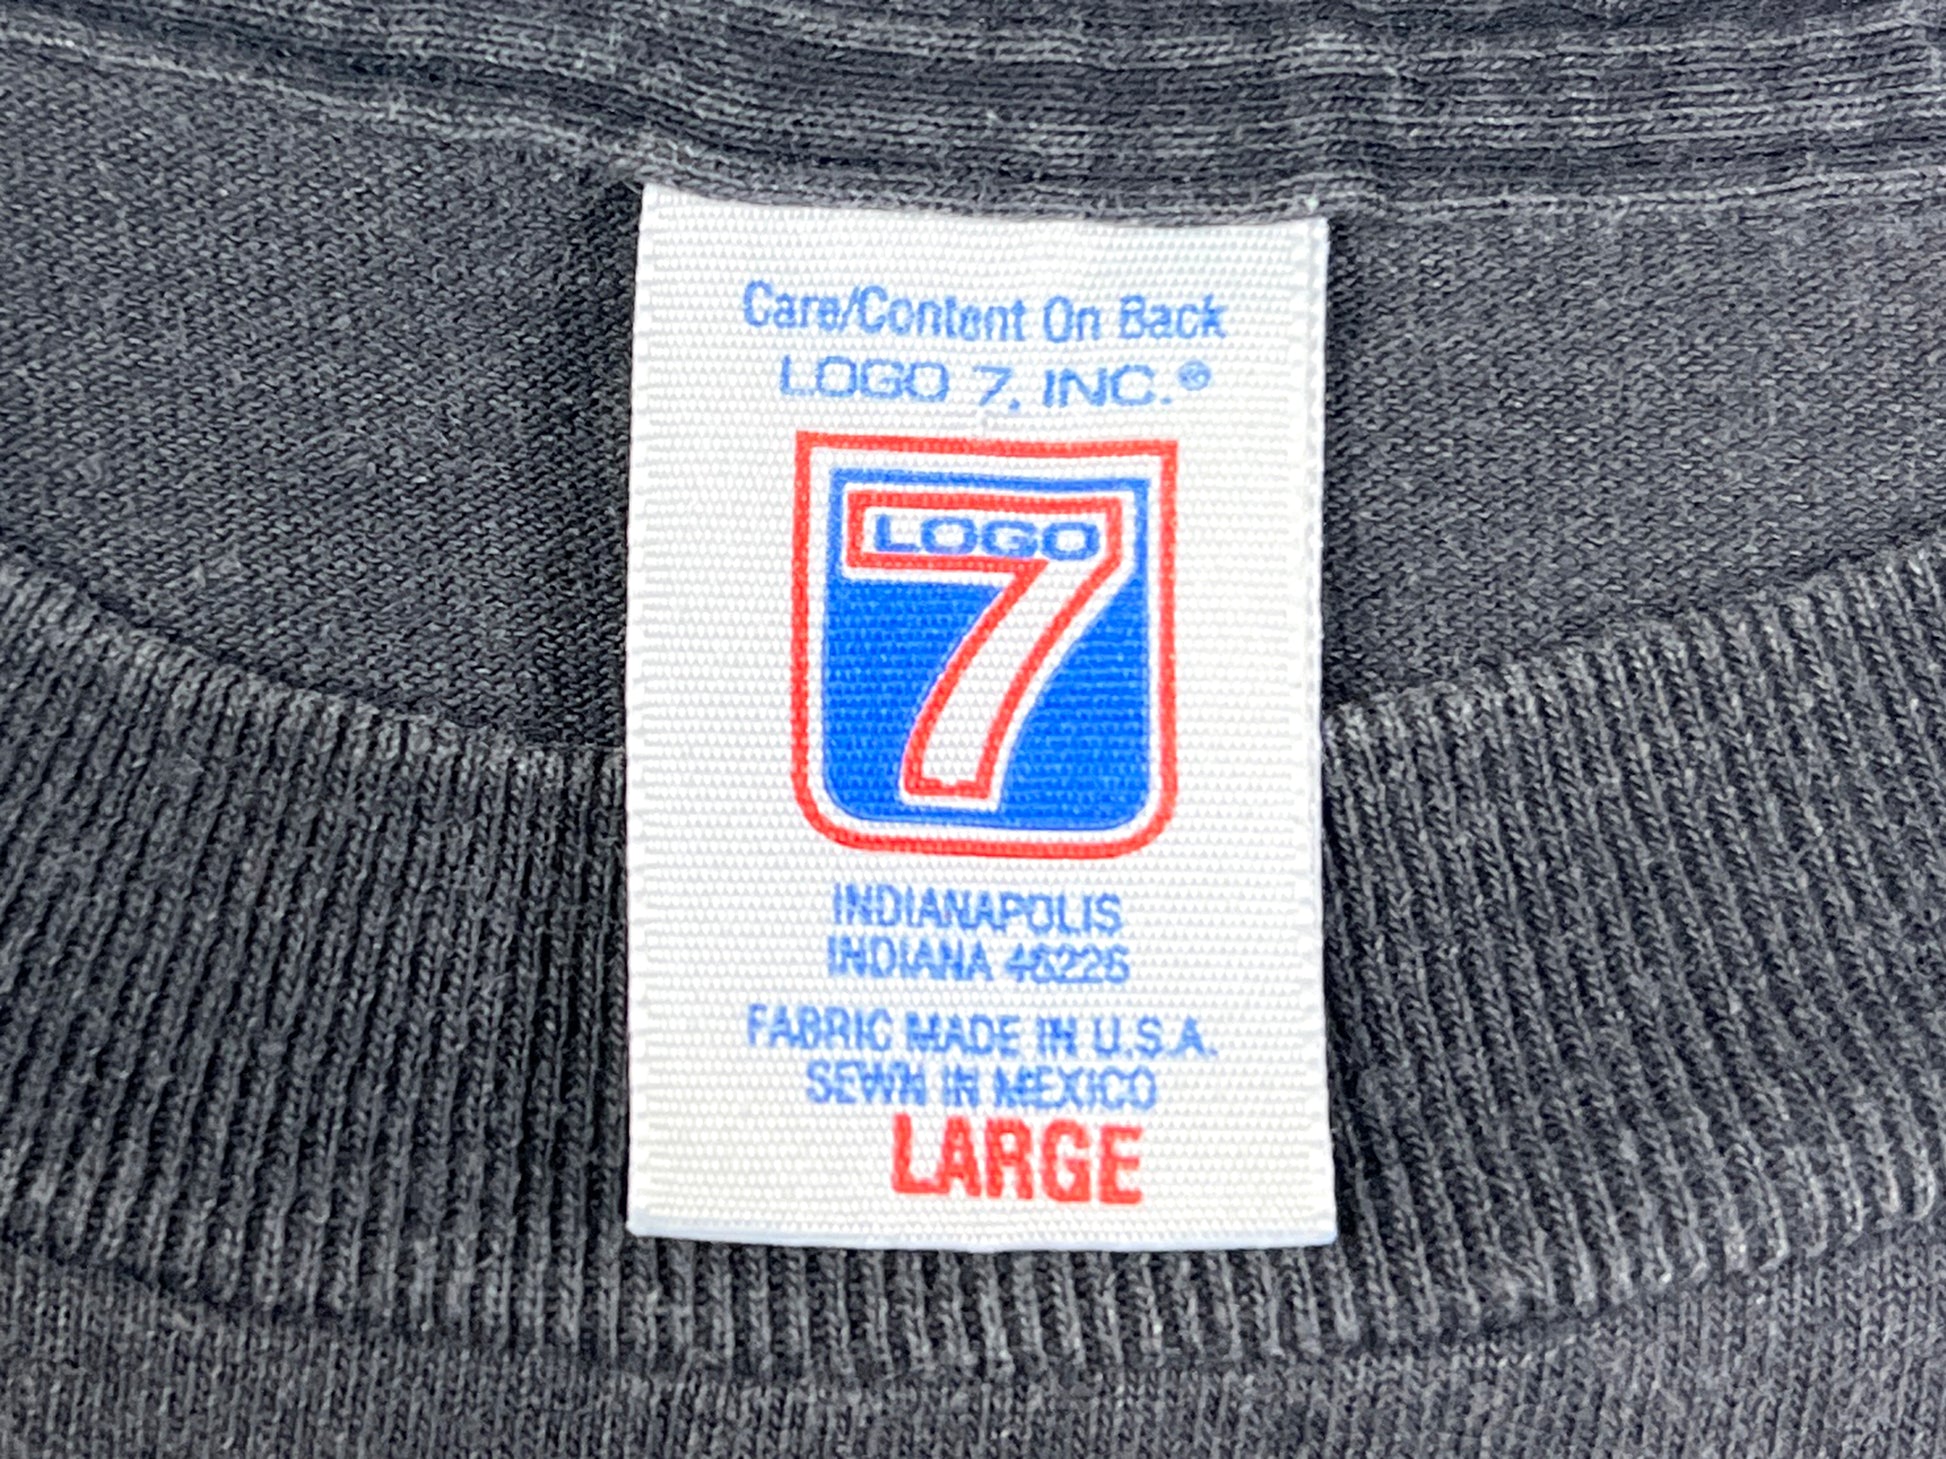 Care/Content On Back
LOGO 7, INC.®
LOGO
7
INDIANAPOLIS
INDIANA 46226
FABRIC MADE IN U.S.A.
SEWN IN MEXICO
LARGE